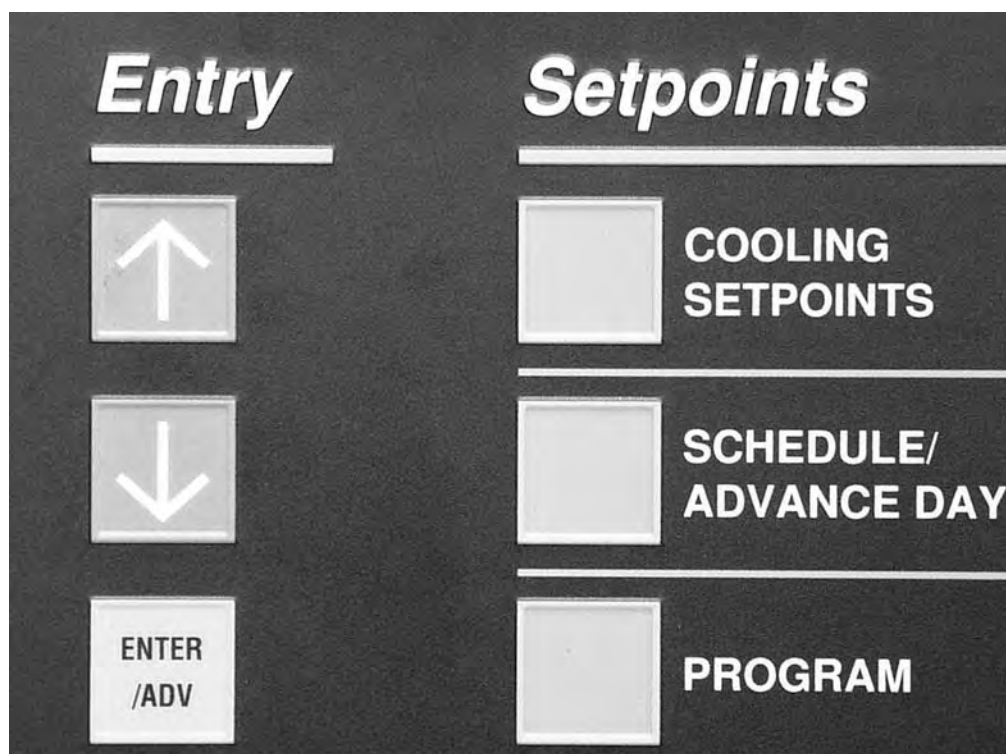 Entry
ENTER
/ADV
Setpoints
COOLING
SETPOINTS
SCHEDULE/
ADVANCE DAY
PROGRAM